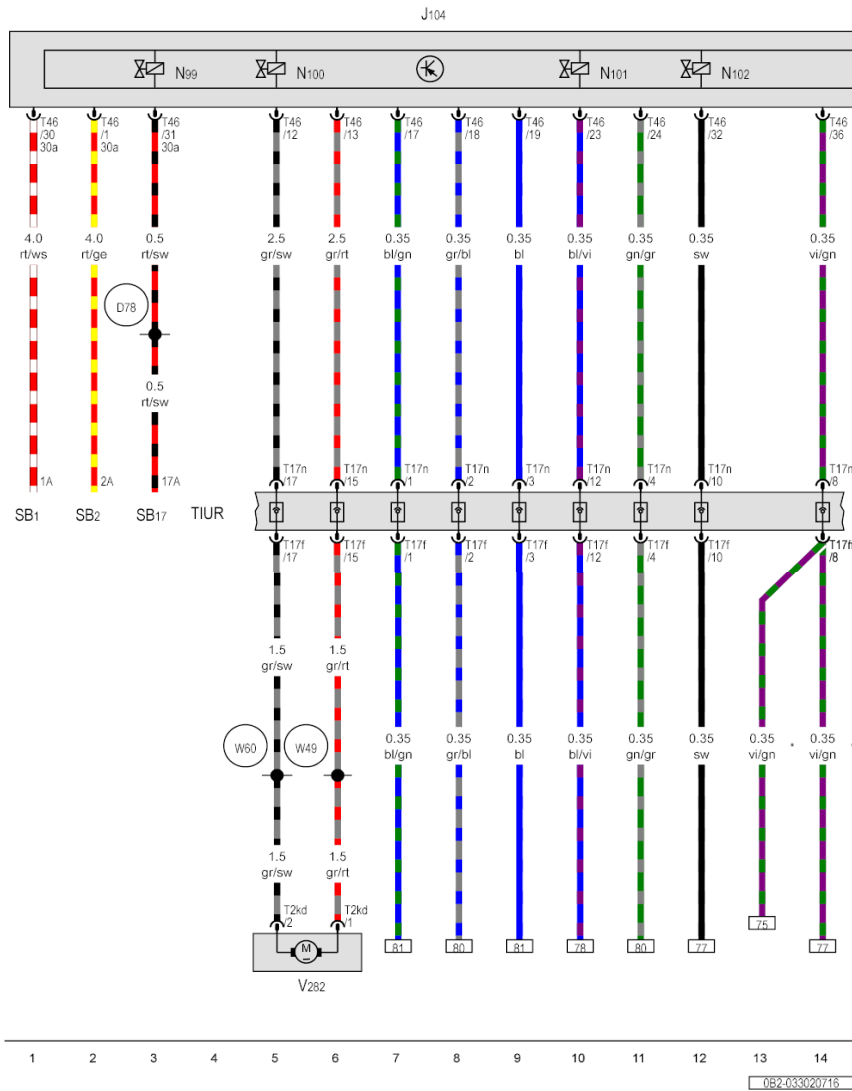 J104
N99 N100 N101 N102
T46 T46 T46 T46 T46 T46 T46 T46 T46 T46 T46 T46
/30 /1 /31 /12 /13 /17 /18 /19 /23 /24 /32 /36
30a 30a 30a
4.0 4.0 0.5 2.5 2.5 0.35 0.35 0.35 0.35 0.35 0.35 0.35
rt/ws rt/ge rt/sw gr/sw gr/rt bl/gn gr/bl bl bl/vi gn/gr sw vi/gn
D78
0.5
rt/sw
1A 2A 17A
T17n T17n T17n T17n T17n T17n T17n T17n T17n
/17 /15 /1 /2 /3 /12 /4 /10 /8
SB1 SB2 SB17 TIUR
T17f T17f T17f T17f T17f T17f T17f T17f T17f
/17 /15 /1 /2 /3 /12 /4 /10 /8
1.5 1.5
gr/sw gr/rt
W60 W49
0.35 0.35 0.35 0.35 0.35 0.35 0.35 * 0.35 *
bl/gn gr/bl bl bl/vi gn/gr sw vi/gn vi/gn
1.5 1.5
gr/sw gr/rt
T2kd T2kd
/2 /1
M
V282
81 80 81 78 80 77 75 77
1 2 3 4 5 6 7 8 9 10 11 12 13 14
0B2-033020716